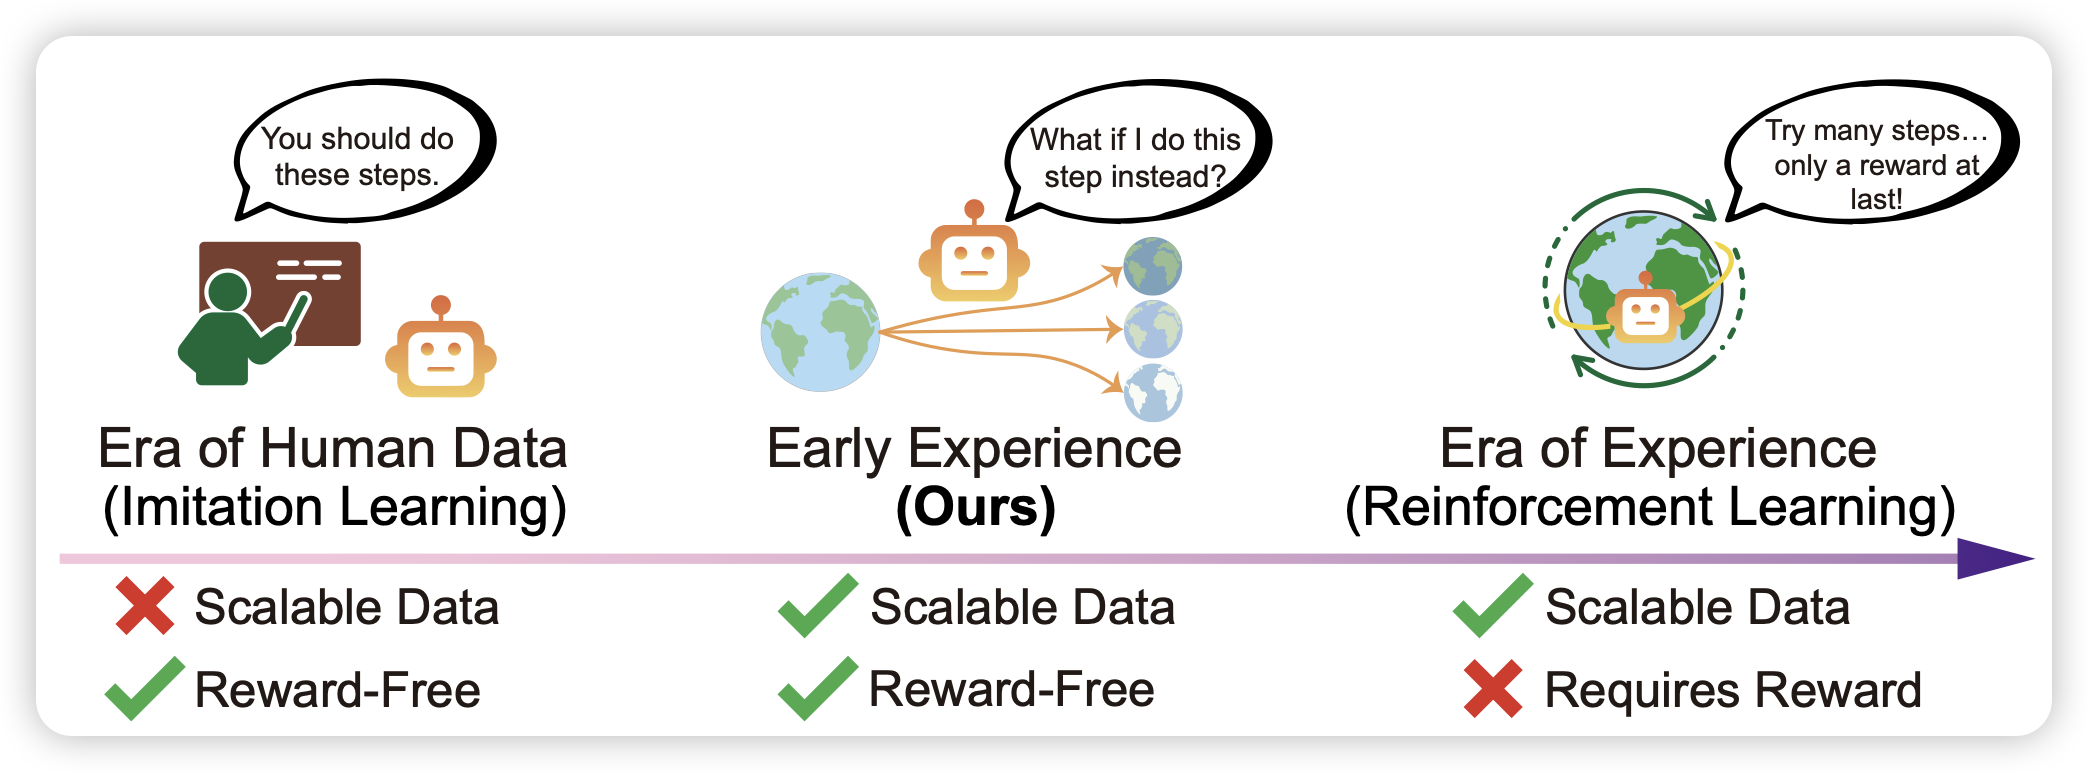 You should do
these steps.
What if I do this
step instead?
Try many steps…
only a reward at
last!
Era of Human Data
(Imitation Learning)
Early Experience
(Ours)
Era of Experience
(Reinforcement Learning)
Scalable Data
Reward-Free
Scalable Data
Reward-Free
Scalable Data
Requires Reward